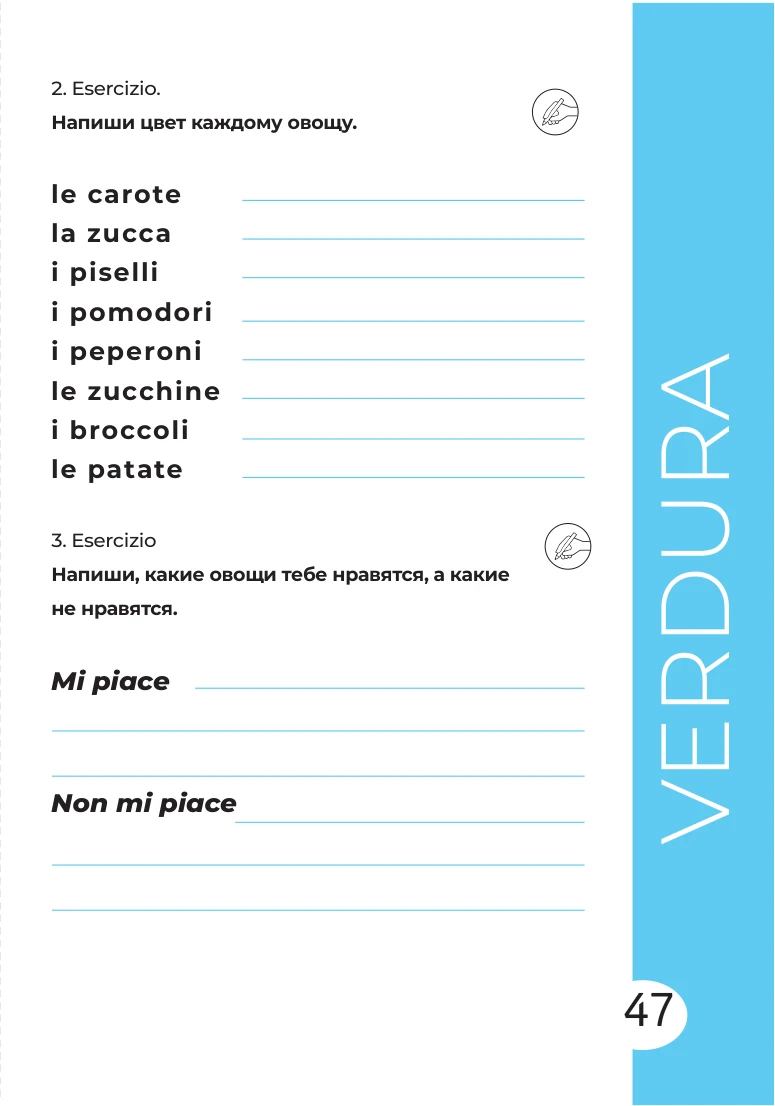 2. Esercizio.
Напиши цвет каждому овощу.
le carote
la zucca
i piselli
i pomodori
i peperoni
le zucchine
i broccoli
le patate
3. Esercizio
Напиши, какие овощи тебе нравятся, а какие
не нравятся.
Mi piace
Non mi piace
VERDURA
47